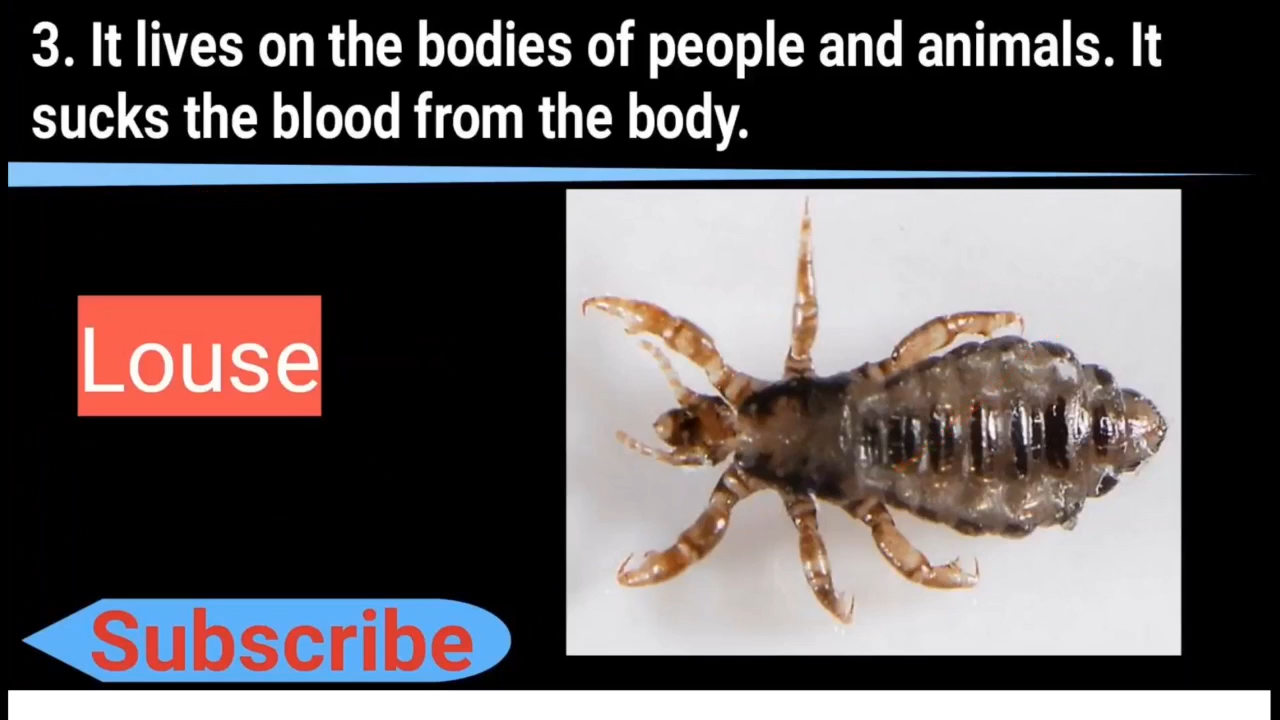 3. It lives on the bodies of people and animals. It
sucks the blood from the body.
Louse
Subscribe